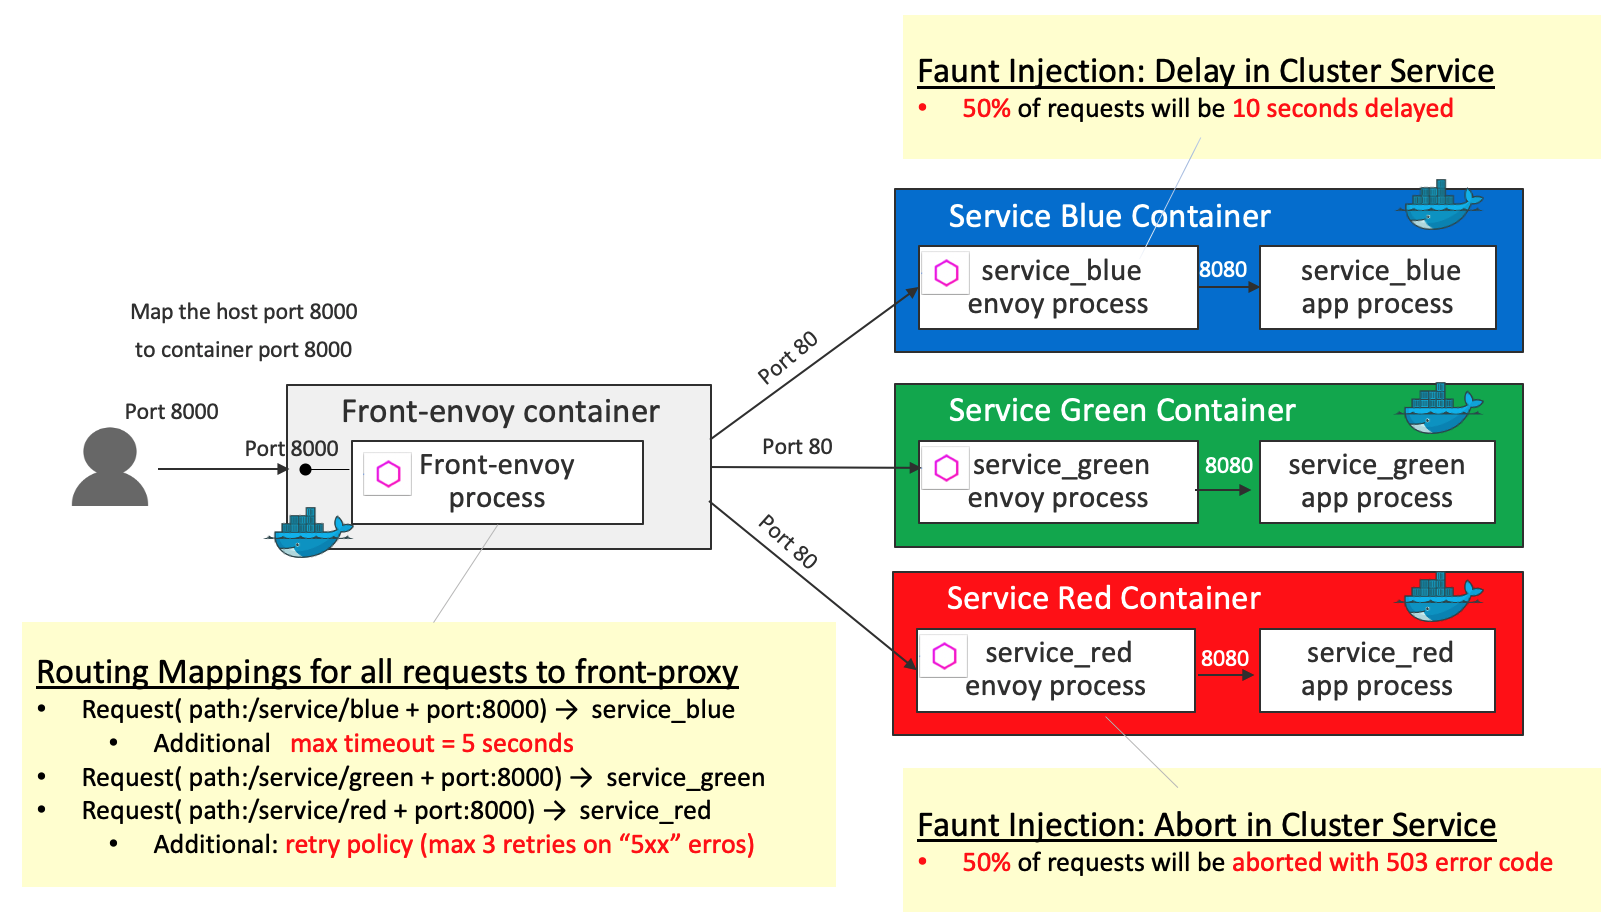 Faunt Injection: Delay in Cluster Service
• 50% of requests will be 10 seconds delayed
Service Blue Container
service_blue
envoy process
8080
service_blue
app process
Map the host port 8000
to container port 8000
Port 8000
Port 8000
Front-envoy container
Front-envoy
process
Port 80
Port 80
Port 80
Service Green Container
service_green
envoy process
8080
service_green
app process
Service Red Container
service_red
envoy process
8080
service_red
app process
Routing Mappings for all requests to front-proxy
• Request( path:/service/blue + port:8000) → service_blue
• Additional max timeout = 5 seconds
• Request( path:/service/green + port:8000) → service_green
• Request( path:/service/red + port:8000) → service_red
• Additional: retry policy (max 3 retries on “5xx” erros)
Faunt Injection: Abort in Cluster Service
• 50% of requests will be aborted with 503 error code